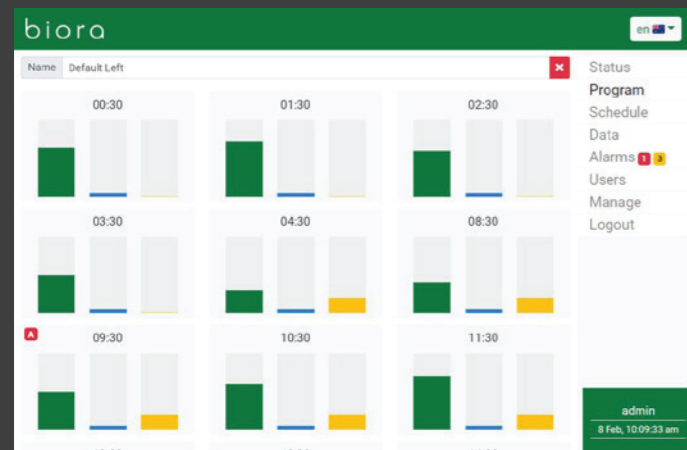 biora
en
Name Default Left
Status
Program
Schedule
Data
Alarms 1 3
Users
Manage
Logout
00:30 01:30 02:30
03:30 04:30 08:30
A 09:30 10:30 11:30
admin
8 Feb, 10:09:33 am